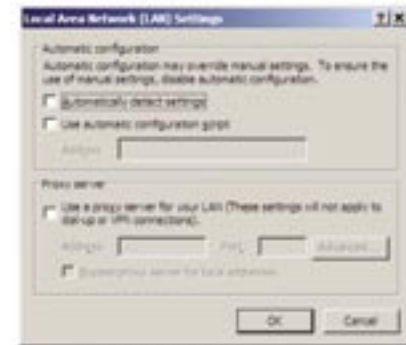 Local Area Network (LAN) Settings
Automatic configuration
Automatic configuration may override manual settings. To ensure the
use of manual settings, disable automatic configuration.
Automatically detect settings
Use automatic configuration script
Address
Proxy server
Use a proxy server for your LAN (These settings will not apply to
dial-up or VPN connections).
Address: Port: Advanced...
Bypass proxy server for local addresses
OK Cancel